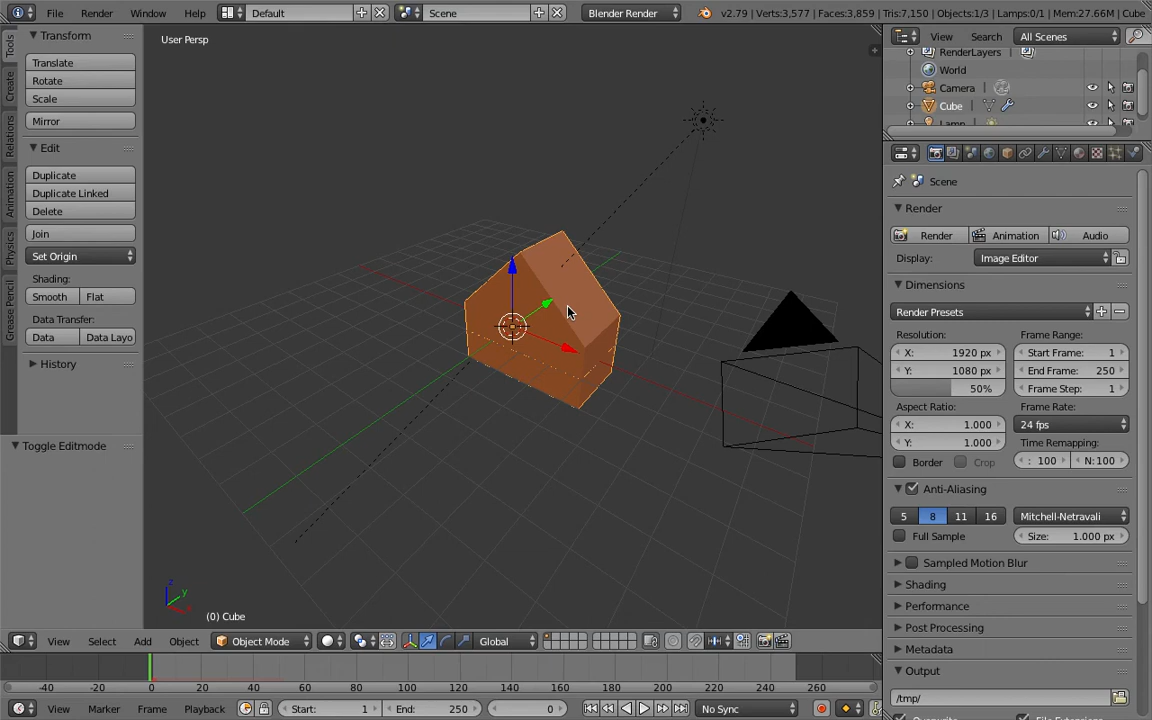 File Render Window Help Default Scene Blender Render v2.79 | Verts:3,577 | Faces:3,859 | Tris:7,150 | Objects:1/3 | Lamps:0/1 | Mem:27.66M | Cube
Tools
Create
Relations
Animation
Physics
Grease Pencil
Transform
Translate
Rotate
Scale
Mirror
Edit
Duplicate
Duplicate Linked
Delete
Join
Set Origin
Shading:
Smooth Flat
Data Transfer:
Data Data Layo
History
Toggle Editmode
User Persp
z
y
x
(0) Cube
View Select Add Object Object Mode Global
-40 -20 0 20 40 60 80 100 120 140 160 180 200 220 240 260
View Marker Frame Playback Start: 1 End: 250 0 No Sync
View Search All Scenes
RenderLayers
World
Camera
Cube
Lamp
Scene
Render
Render Animation Audio
Display: Image Editor
Dimensions
Render Presets
Resolution: Frame Range:
X: 1920 px Start Frame: 1
Y: 1080 px End Frame: 250
50% Frame Step: 1
Aspect Ratio: Frame Rate:
X: 1.000 24 fps
Y: 1.000 Time Remapping:
Border Crop : 100 N:100
Anti-Aliasing
5 8 11 16 Mitchell-Netravali
Full Sample Size: 1.000 px
Sampled Motion Blur
Shading
Performance
Post Processing
Metadata
Output
/tmp/